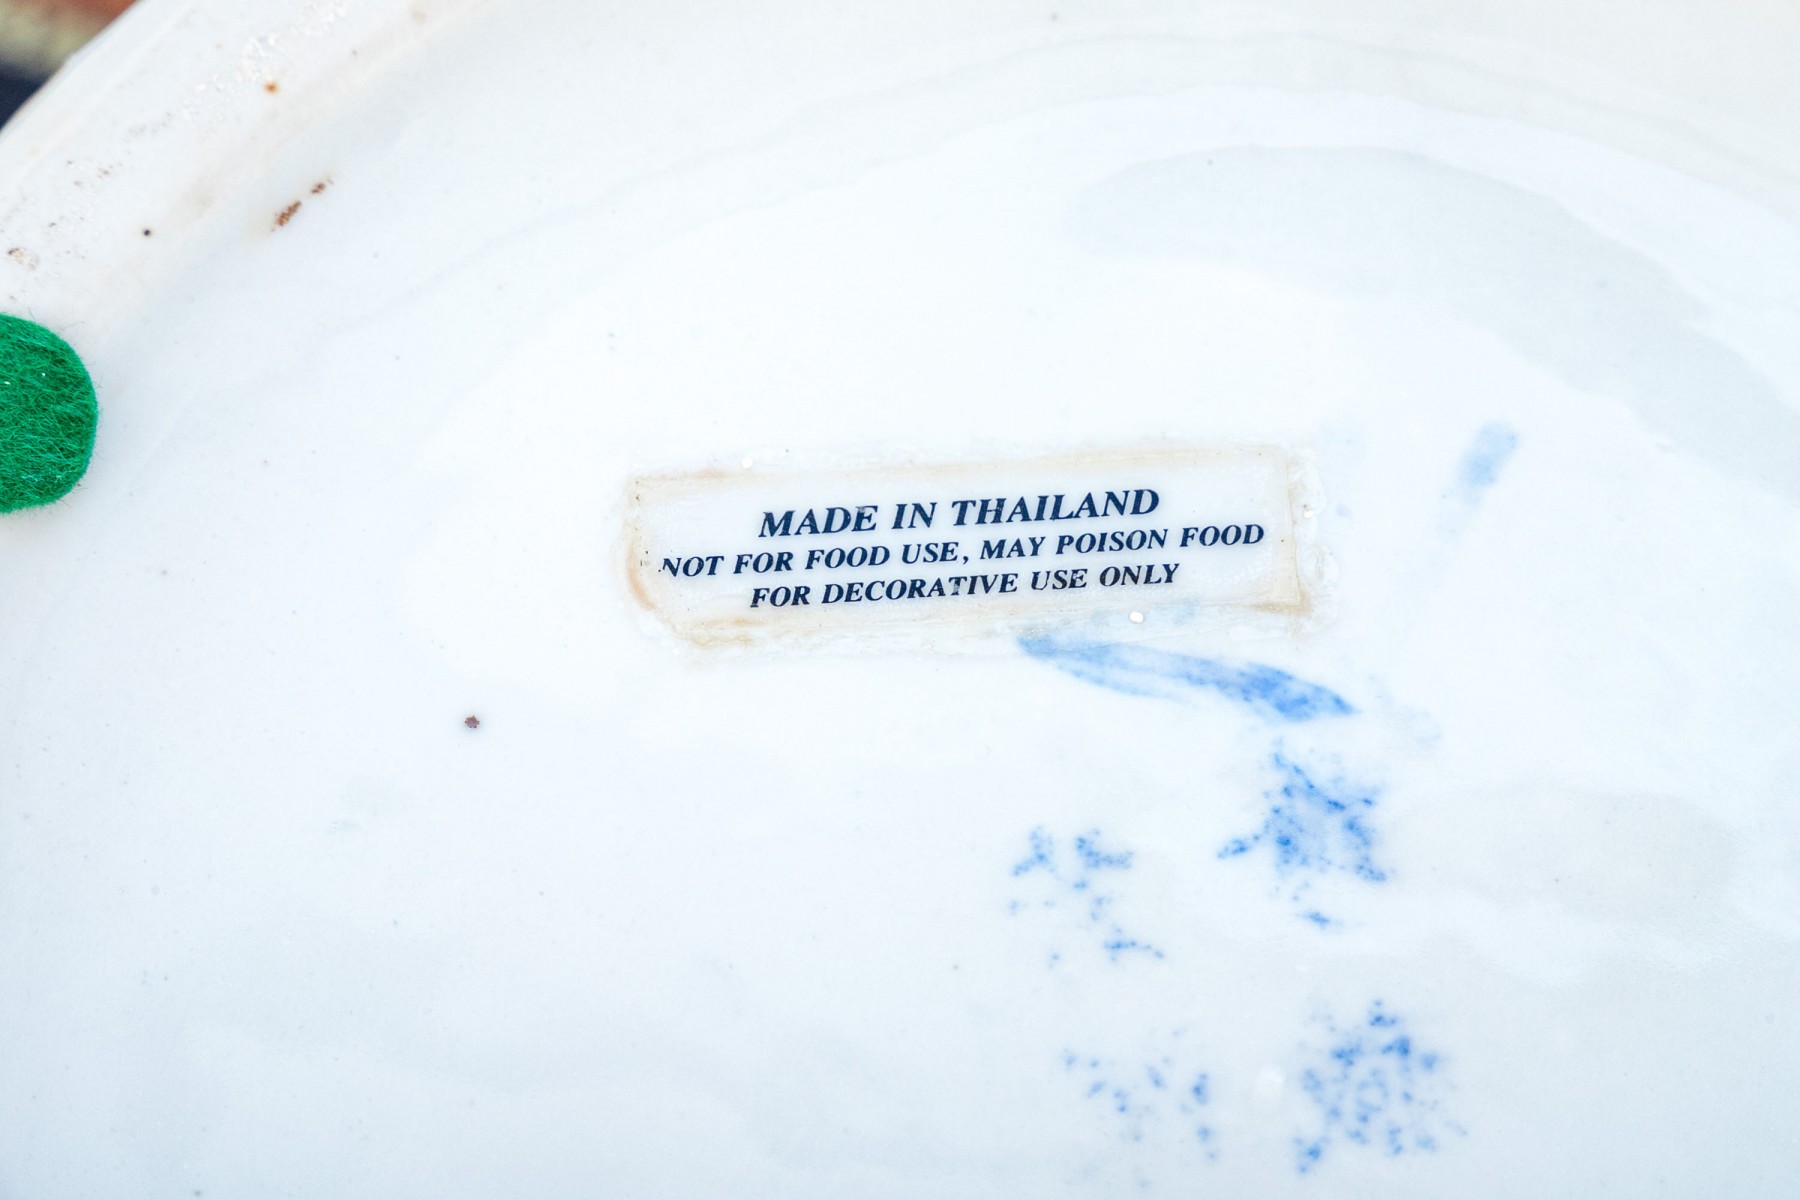 MADE IN THAILAND
NOT FOR FOOD USE, MAY POISON FOOD
FOR DECORATIVE USE ONLY